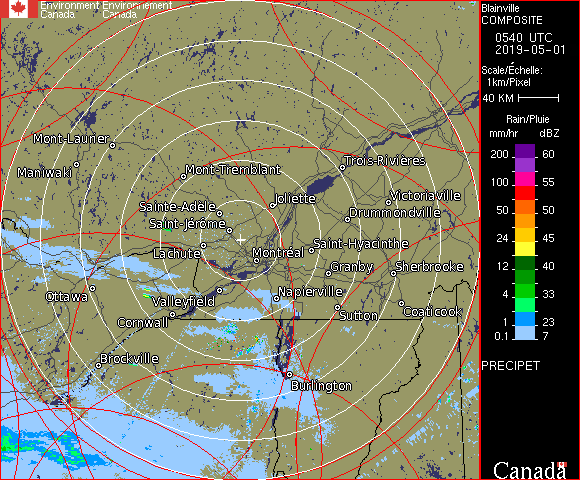 Environment Environnement
Canada Canada
Blainville
COMPOSITE
0540 UTC
2019-05-01
Scale/Échelle:
1km/Pixel
40 KM
Rain/Pluie
mm/hr dBZ
200 60
100 55
50 50
24 45
12 40
4 33
1 23
0.1 7
PRECIPET
Canada
Mont-Laurier
Maniwaki
Mont-Tremblant
Trois-Rivières
Sainte-Adèle
Joliette
Victoriaville
Drummondville
Saint-Jérôme
Lachute
Montréal
Saint-Hyacinthe
Granby
Sherbrooke
Ottawa
Valleyfield
Napierville
Cornwall
Sutton
Coaticook
Brockville
Burlington